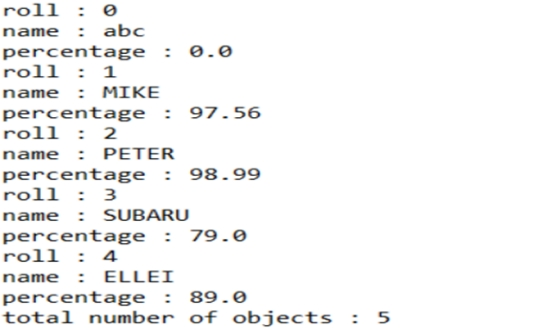 roll : 0
name : abc
percentage : 0.0
roll : 1
name : MIKE
percentage : 97.56
roll : 2
name : PETER
percentage : 98.99
roll : 3
name : SUBARU
percentage : 79.0
roll : 4
name : ELLEI
percentage : 89.0
total number of objects : 5